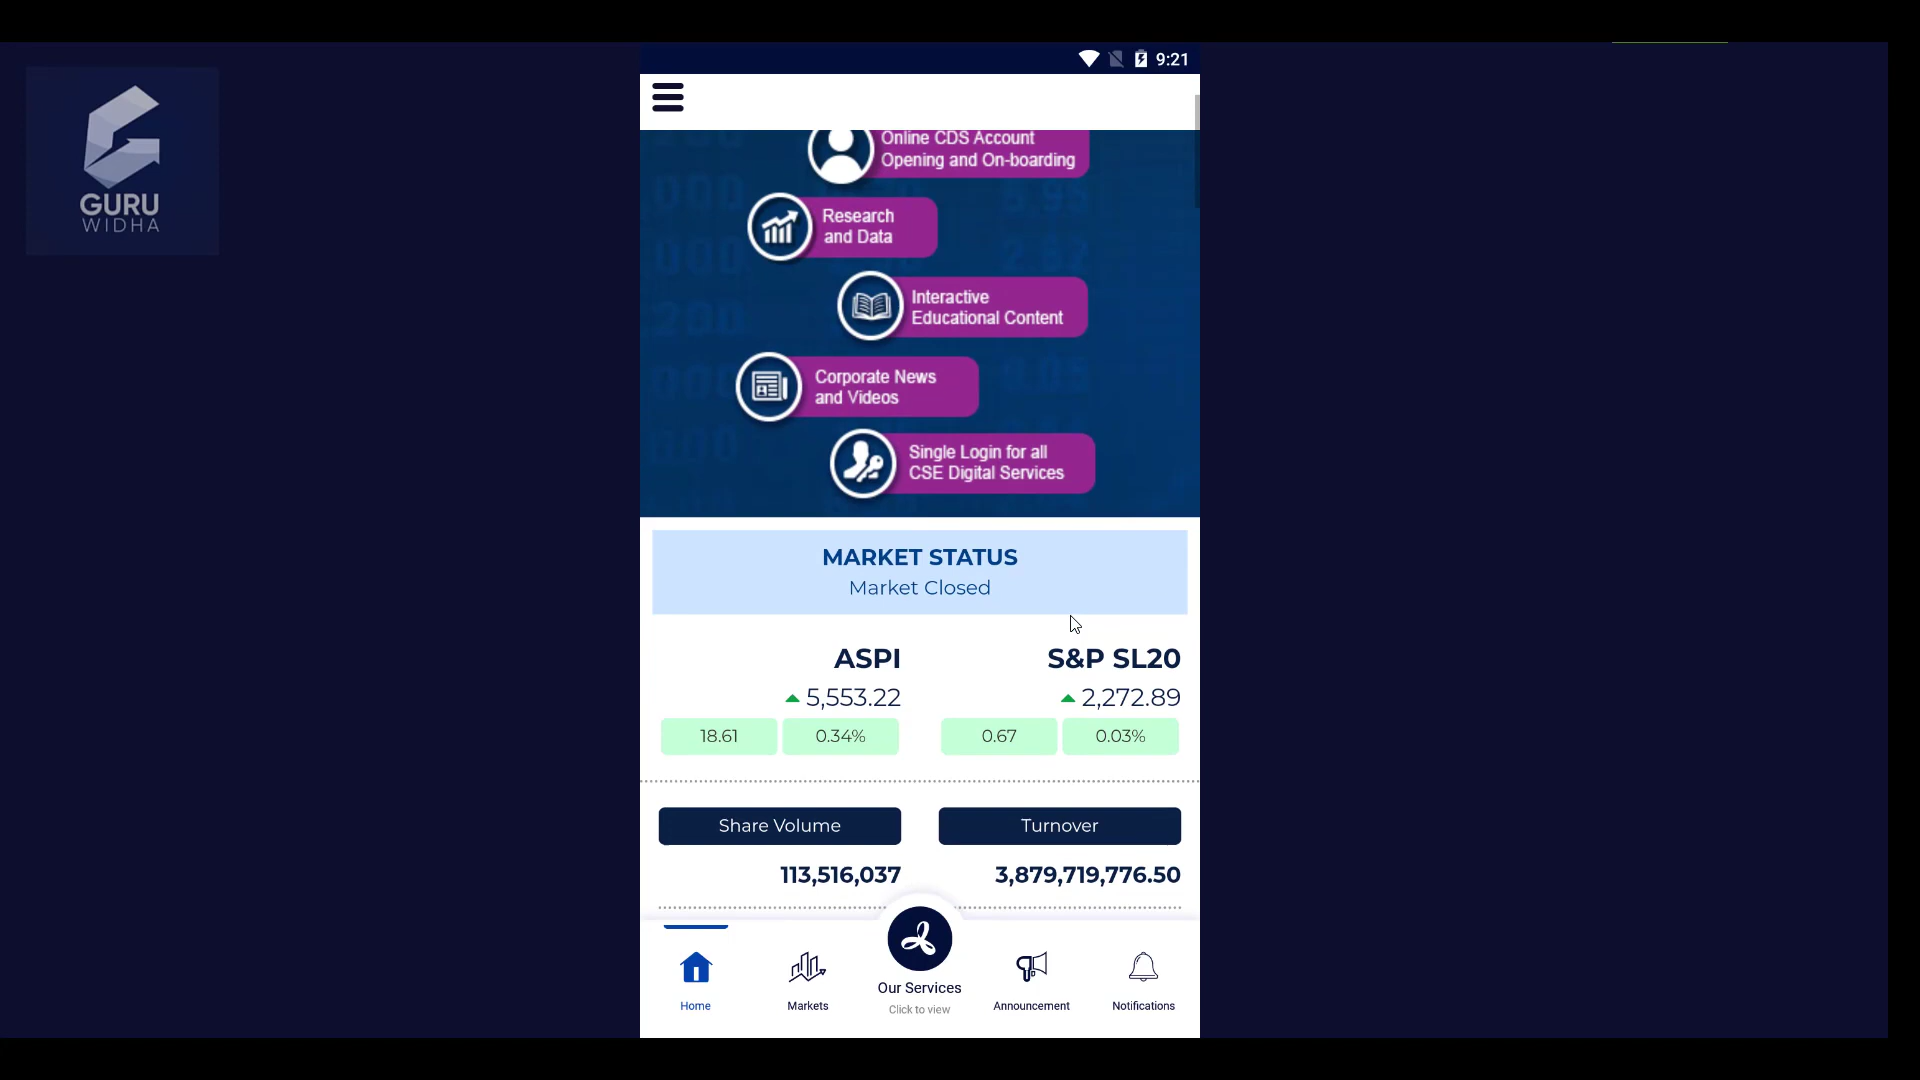 GURU
WIDHA
9:21
Online CDS Account
Opening and On-boarding
Research
and Data
Interactive
Educational Content
Corporate News
and Videos
Single Login for all
CSE Digital Services
MARKET STATUS
Market Closed
ASPI
5,553.22
18.61
0.34%
S&P SL20
2,272.89
0.67
0.03%
Share Volume
113,516,037
Turnover
3,879,719,776.50
Home
Markets
Our Services
Click to view
Announcement
Notifications